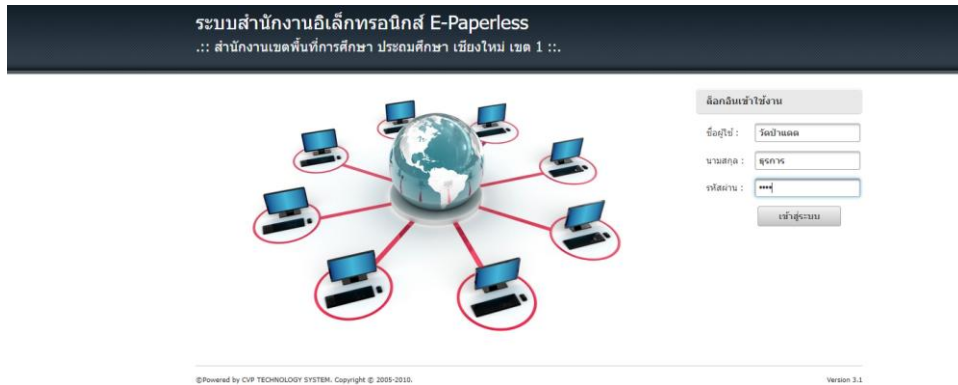 ระบบสำนักงานอิเล็กทรอนิกส์ E-Paperless
.:: สำนักงานเขตพื้นที่การศึกษา ประถมศึกษา เชียงใหม่ เขต 1 ::.
ล็อกอินเข้าใช้งาน
ชื่อผู้ใช้ : วัดป่าแดด
นามสกุล : ธุรการ
รหัสผ่าน : ••••
เข้าสู่ระบบ
©Powered by CVP TECHNOLOGY SYSTEM. Copyright © 2005-2010.
Version 3.1